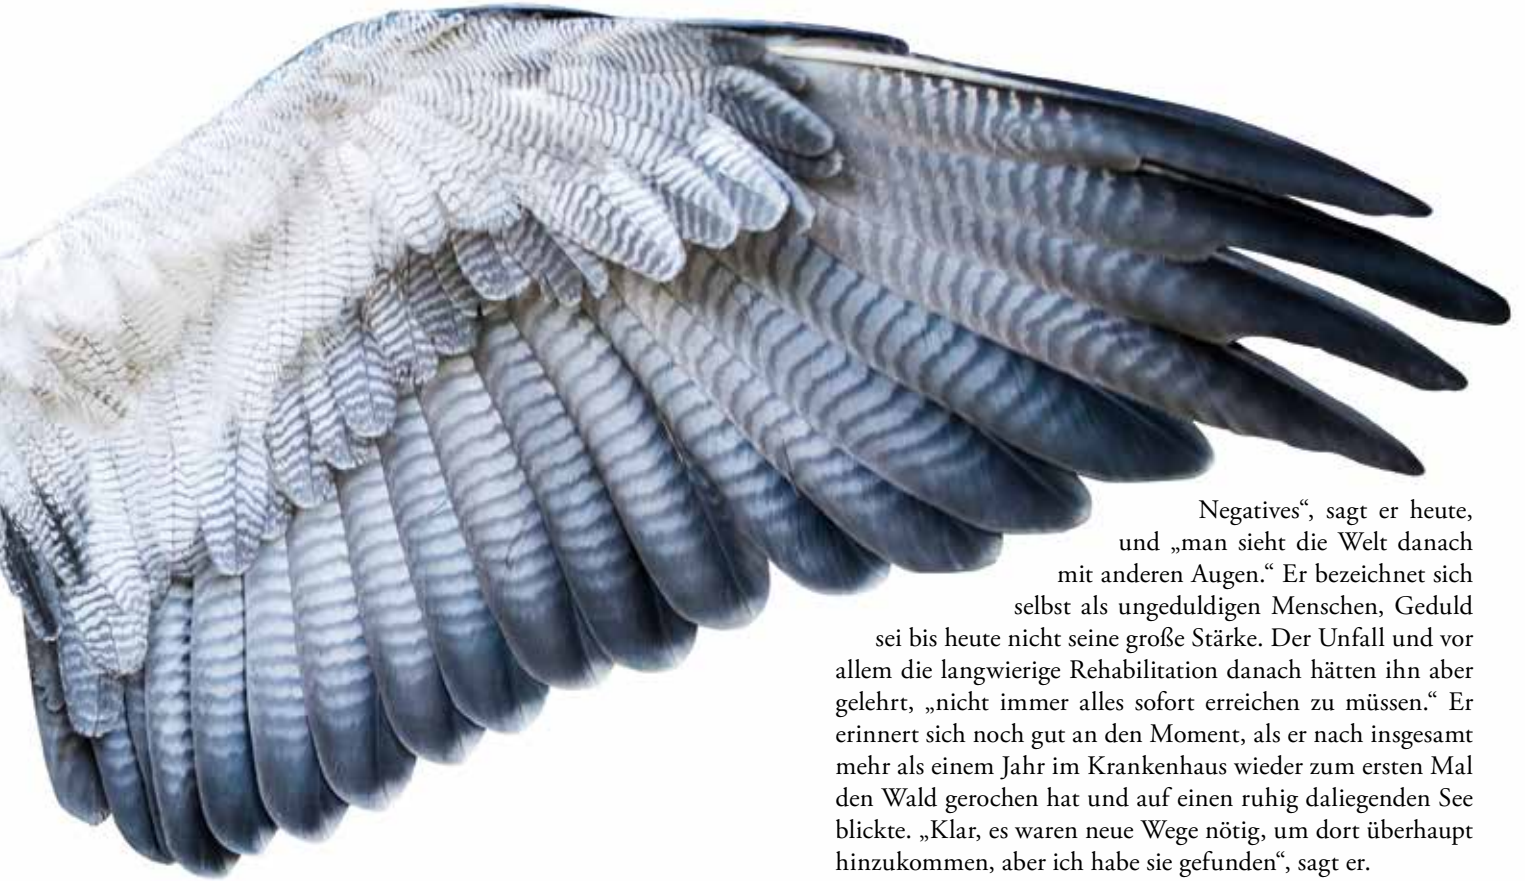 Negatives“, sagt er heute,
und „man sieht die Welt danach
mit anderen Augen.“ Er bezeichnet sich
selbst als ungeduldigen Menschen, Geduld
sei bis heute nicht seine große Stärke. Der Unfall und vor
allem die langwierige Rehabilitation danach hätten ihn aber
gelehrt, „nicht immer alles sofort erreichen zu müssen.“ Er
erinnert sich noch gut an den Moment, als er nach insgesamt
mehr als einem Jahr im Krankenhaus wieder zum ersten Mal
den Wald gerochen hat und auf einen ruhig daliegenden See
blickte. „Klar, es waren neue Wege nötig, um dort überhaupt
hinzukommen, aber ich habe sie gefunden“, sagt er.